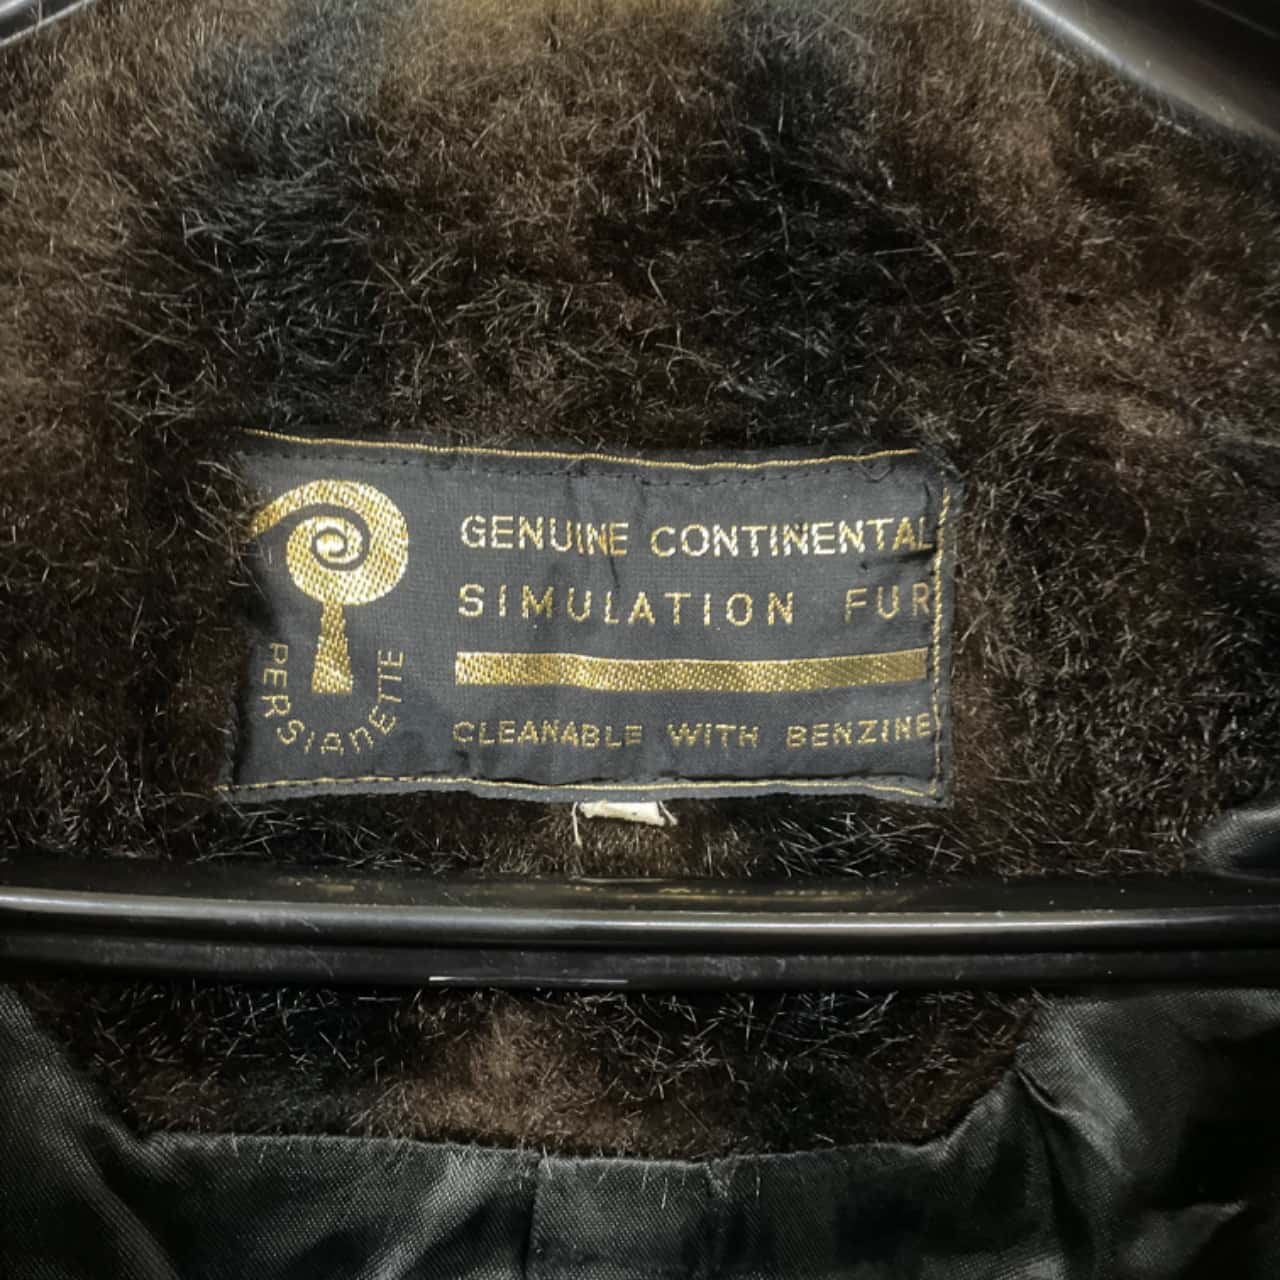 GENUINE CONTINENTAL
SIMULATION FUR
CLEANABLE WITH BENZINE
PERSIANETTE